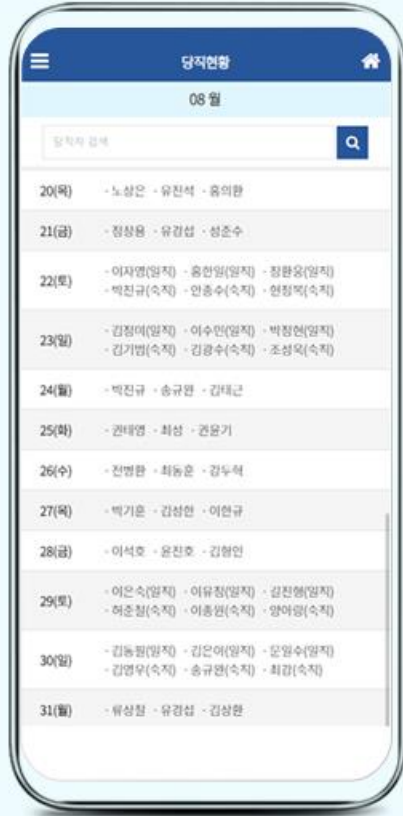 당직현황
08 월
당직자 검색
20(목) - 노상은 - 유진석 - 홍의환
21(금) - 정상용 - 유경섭 - 성준수
22(토) - 이자영(일직) - 홍한일(일직) - 장환웅(일직)
- 박진규(숙직) - 안종수(숙직) - 현정목(숙직)
23(일) - 김정미(일직) - 이수민(일직) - 박정현(일직)
- 김기범(숙직) - 김광수(숙직) - 조성욱(숙직)
24(월) - 박진규 - 송규완 - 김태근
25(화) - 권태영 - 최성 - 권윤기
26(수) - 전병환 - 최동훈 - 강두혁
27(목) - 박기훈 - 김성한 - 이한규
28(금) - 이석호 - 윤진호 - 김형인
29(토) - 이은숙(일직) - 이유정(일직) - 김진형(일직)
- 허준철(숙직) - 이종원(숙직) - 양아람(숙직)
30(일) - 김동필(일직) - 김은아(일직) - 문일수(일직)
- 김영우(숙직) - 송규완(숙직) - 최강(숙직)
31(월) - 류상철 - 유경섭 - 김상환